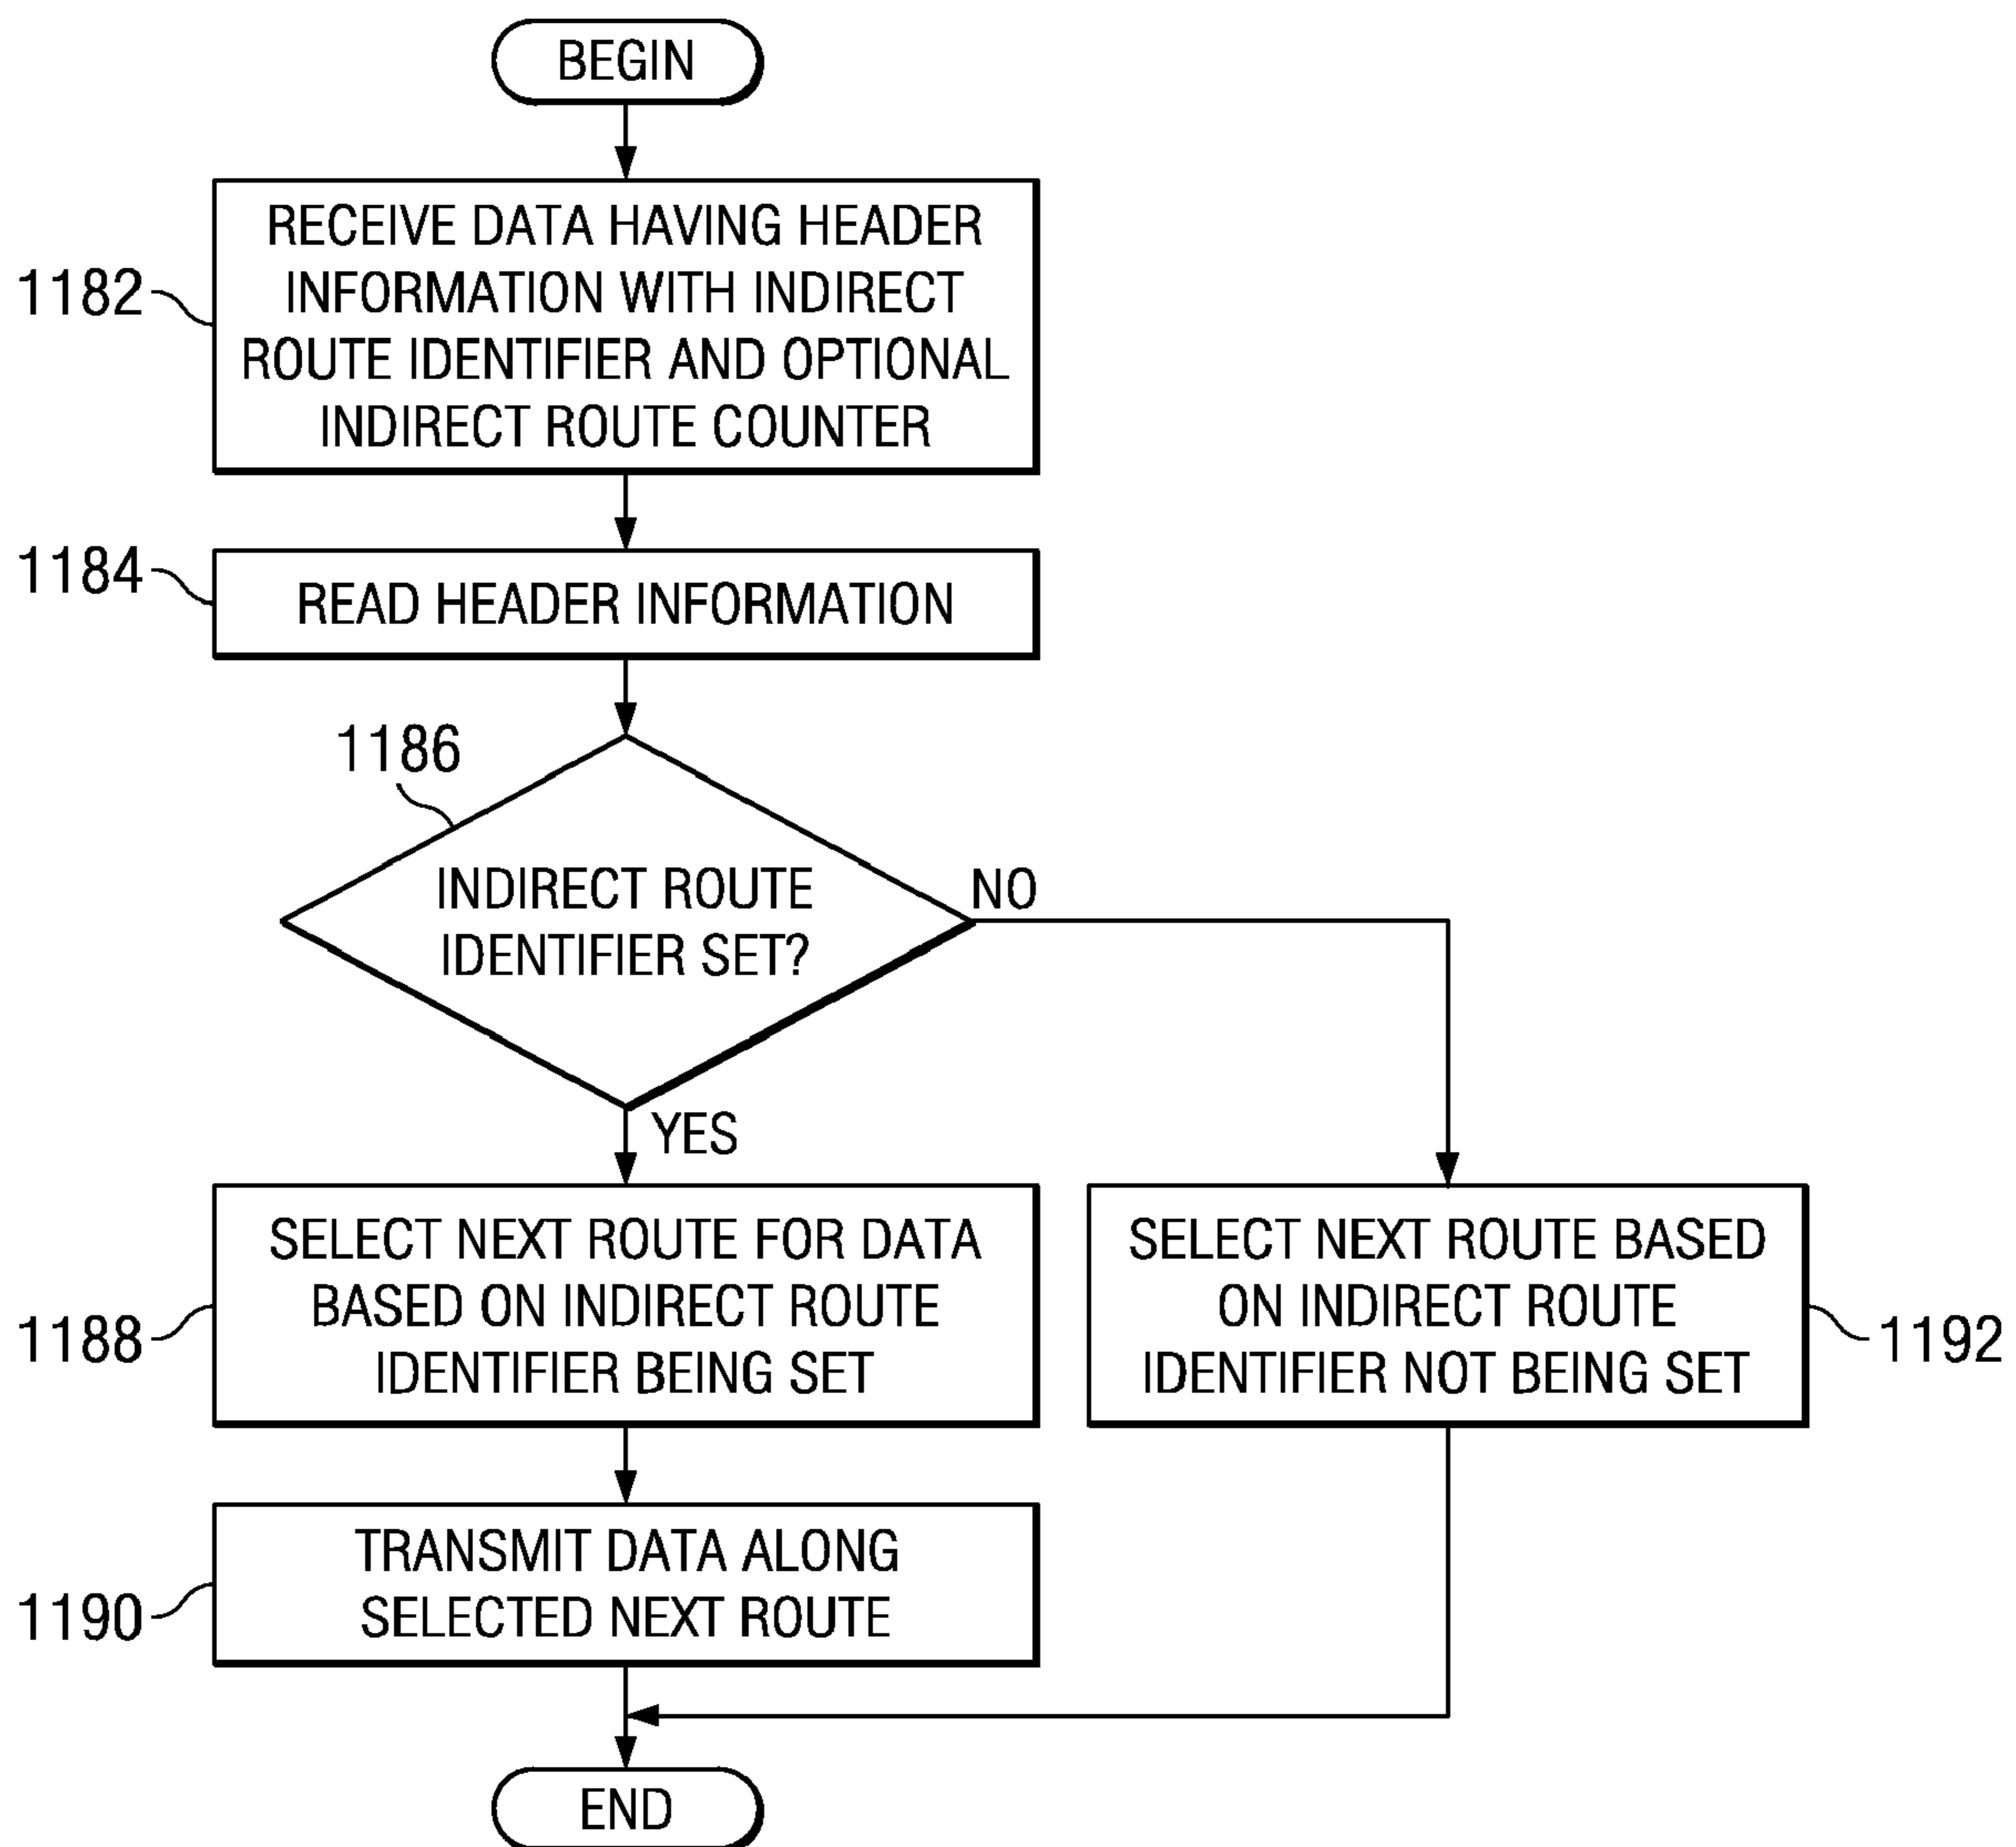 BEGIN
1182
RECEIVE DATA HAVING HEADER
INFORMATION WITH INDIRECT
ROUTE IDENTIFIER AND OPTIONAL
INDIRECT ROUTE COUNTER
1184
READ HEADER INFORMATION
1186
INDIRECT ROUTE
IDENTIFIER SET?
NO
YES
1188
SELECT NEXT ROUTE FOR DATA
BASED ON INDIRECT ROUTE
IDENTIFIER BEING SET
SELECT NEXT ROUTE BASED
ON INDIRECT ROUTE
IDENTIFIER NOT BEING SET
1192
1190
TRANSMIT DATA ALONG
SELECTED NEXT ROUTE
END